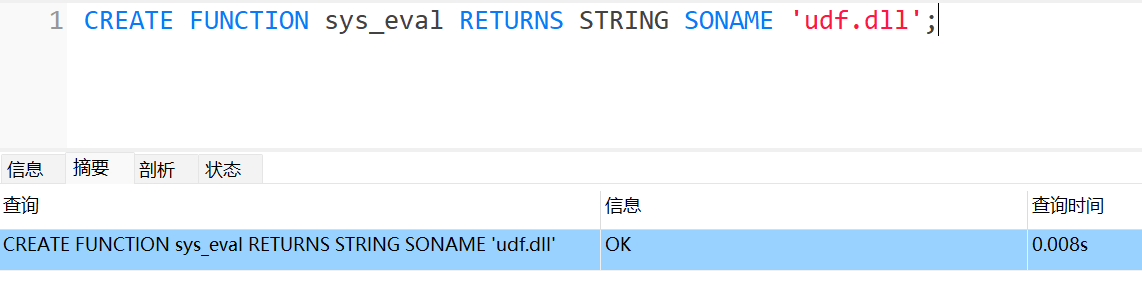 1 CREATE FUNCTION sys_eval RETURNS STRING SONAME 'udf.dll';
信息 摘要 剖析 状态
查询 信息 查询时间
CREATE FUNCTION sys_eval RETURNS STRING SONAME 'udf.dll' OK 0.008s